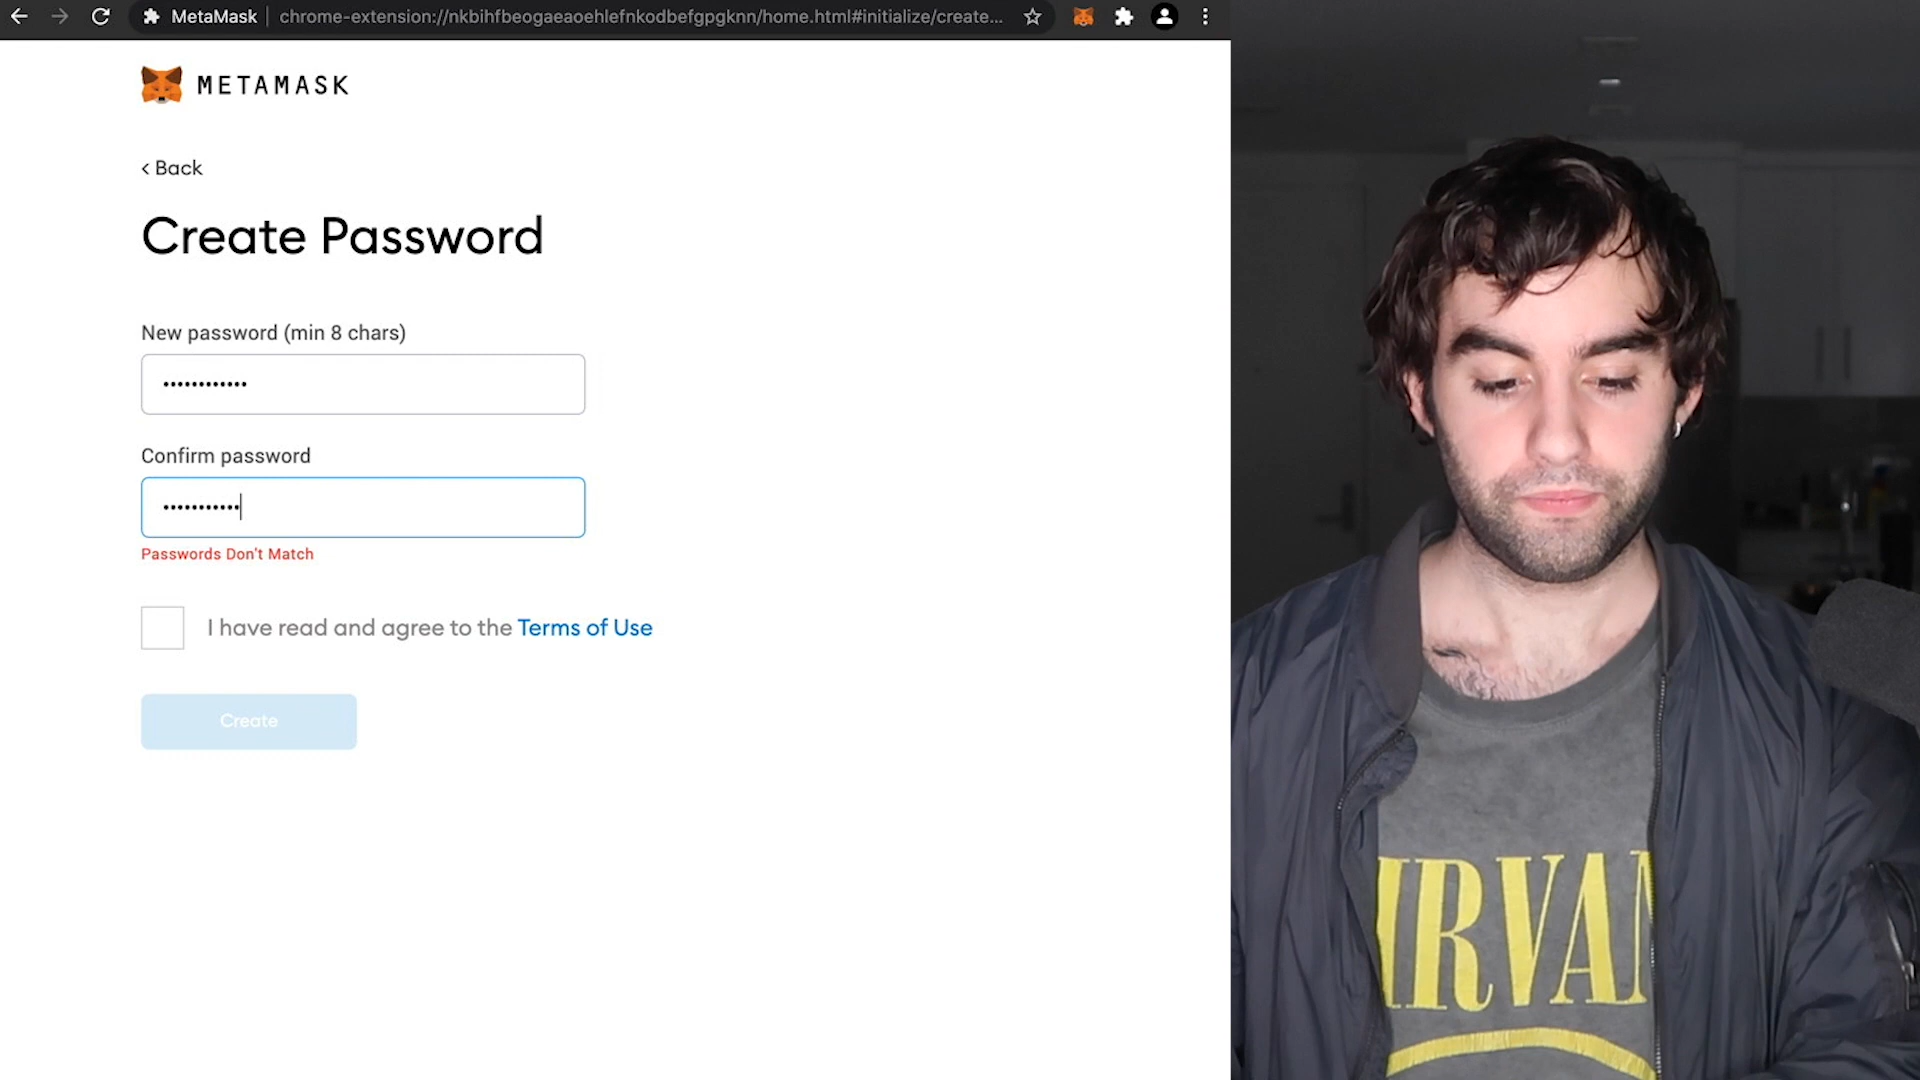 MetaMask chrome-extension://nkbihfbeogaeaoehlefnkodbefgpgknn/home.html#initialize/create...
METAMASK
< Back
Create Password
New password (min 8 chars)
••••••••••••
Confirm password
•••••••••••
Passwords Don't Match
I have read and agree to the Terms of Use
Create
IRVAN